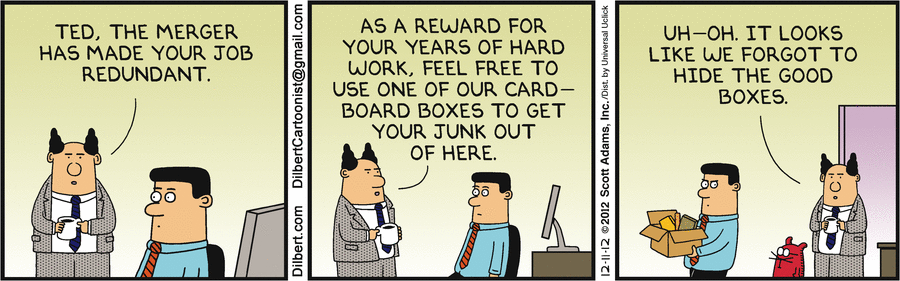 TED, THE MERGER
HAS MADE YOUR JOB
REDUNDANT.
Dilbert.com DilbertCartoonist@gmail.com
AS A REWARD FOR
YOUR YEARS OF HARD
WORK, FEEL FREE TO
USE ONE OF OUR CARD–
BOARD BOXES TO GET
YOUR JUNK OUT
OF HERE.
12-11-12 ©2012 Scott Adams, Inc. /Dist. by Universal Uclick
UH–OH. IT LOOKS
LIKE WE FORGOT TO
HIDE THE GOOD
BOXES.